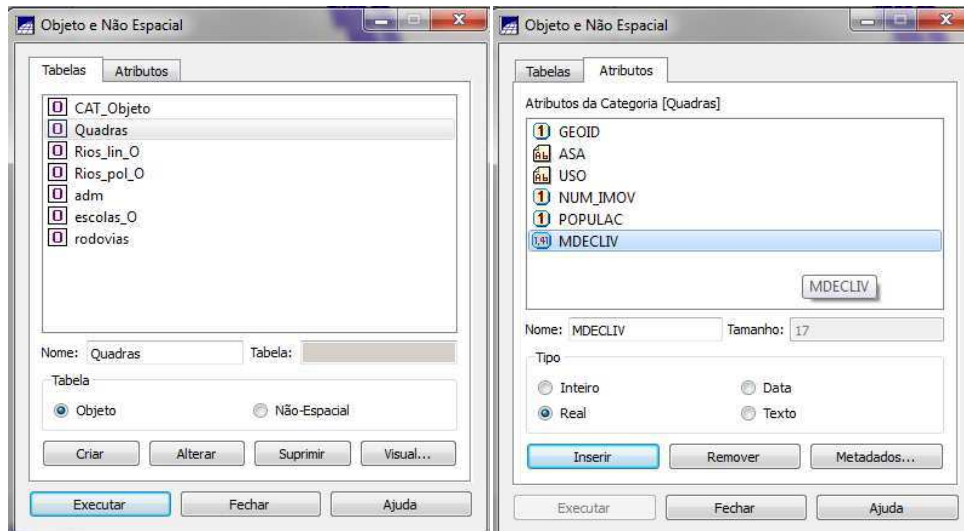 Objeto e Não Espacial
Tabelas Atributos
CAT_Objeto
Quadras
Rios_lin_O
Rios_pol_O
adm
escolas_O
rodovias
Nome: Quadras Tabela:
Tabela
Objeto Não-Espacial
Criar Alterar Suprimir Visual...
Executar Fechar Ajuda
Objeto e Não Espacial
Tabelas Atributos
Atributos da Categoria [Quadras]
GEOID
ASA
USO
NUM_IMOV
POPULAC
MDECLIV
MDECLIV
Nome: MDECLIV Tamanho: 17
Tipo
Inteiro Data
Real Texto
Inserir Remover Metadados...
Executar Fechar Ajuda